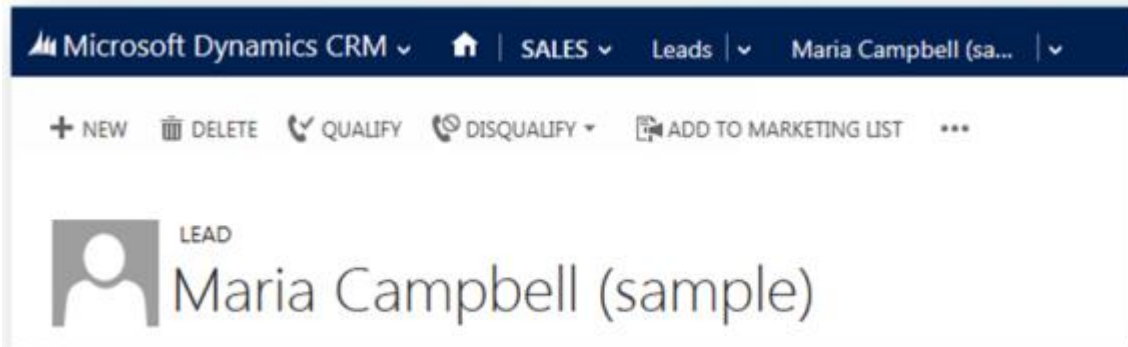 Microsoft Dynamics CRM | SALES Leads | Maria Campbell (sa... |
+ NEW DELETE QUALIFY DISQUALIFY ADD TO MARKETING LIST ...
LEAD
Maria Campbell (sample)